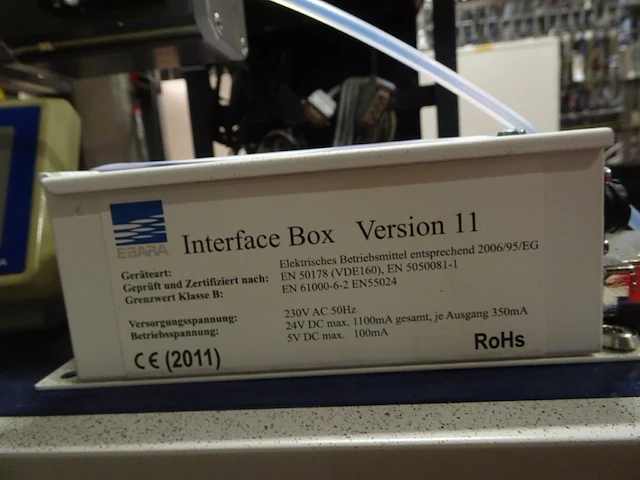 EBARA
Interface Box Version 11
Geräteart: Elektrisches Betriebsmittel entsprechend 2006/95/EG
Geprüft und Zertifiziert nach: EN 50178 (VDE160), EN 5050081-1
Grenzwert Klasse B: EN 61000-6-2 EN55024
Versorgungsspannung: 230V AC 50Hz
Betriebsspannung: 24V DC max. 1100mA gesamt, je Ausgang 350mA
5V DC max. 100mA
CE (2011)
RoHs